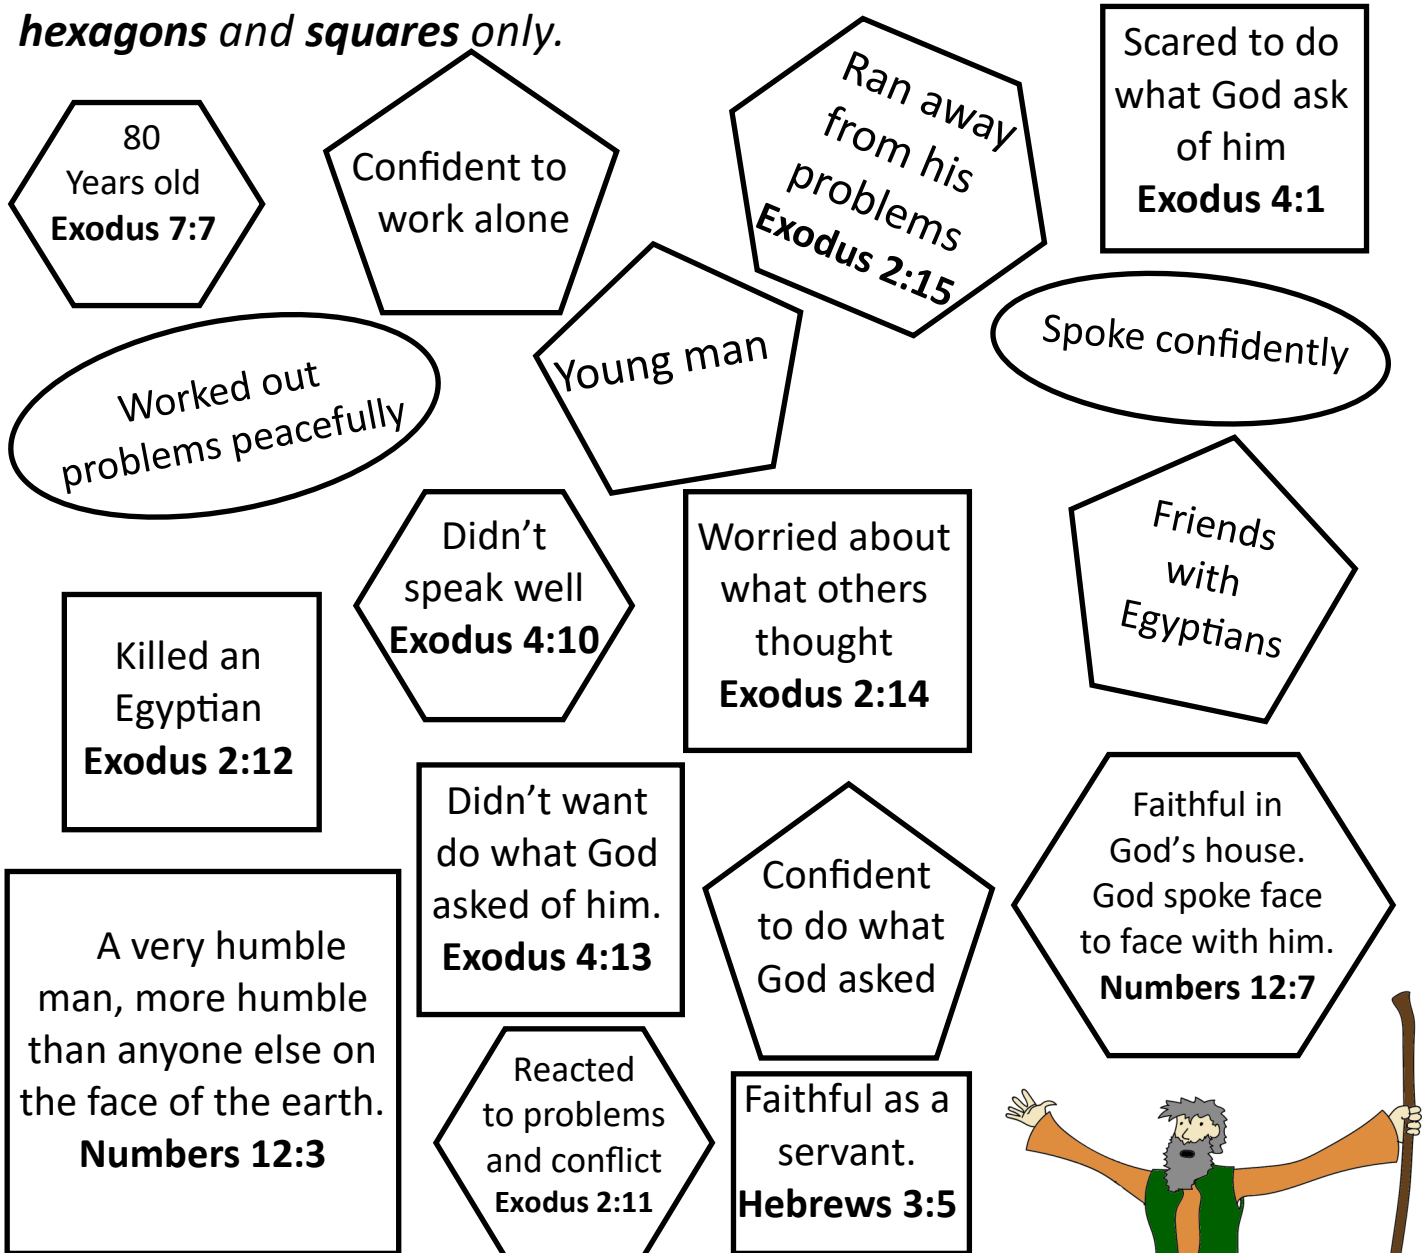 hexagons and squares only.
80
Years old
Exodus 7:7
Confident to
work alone
Ran away
from his
problems
Exodus 2:15
Scared to do
what God ask
of him
Exodus 4:1
Worked out
problems peacefully
Young man
Spoke confidently
Didn't
speak well
Exodus 4:10
Worried about
what others
thought
Exodus 2:14
Friends
with
Egyptians
Killed an
Egyptian
Exodus 2:12
Didn't want
do what God
asked of him.
Exodus 4:13
Confident
to do what
God asked
Faithful in
God's house.
God spoke face
to face with him.
Numbers 12:7
A very humble
man, more humble
than anyone else on
the face of the earth.
Numbers 12:3
Reacted
to problems
and conflict
Exodus 2:11
Faithful as a
servant.
Hebrews 3:5